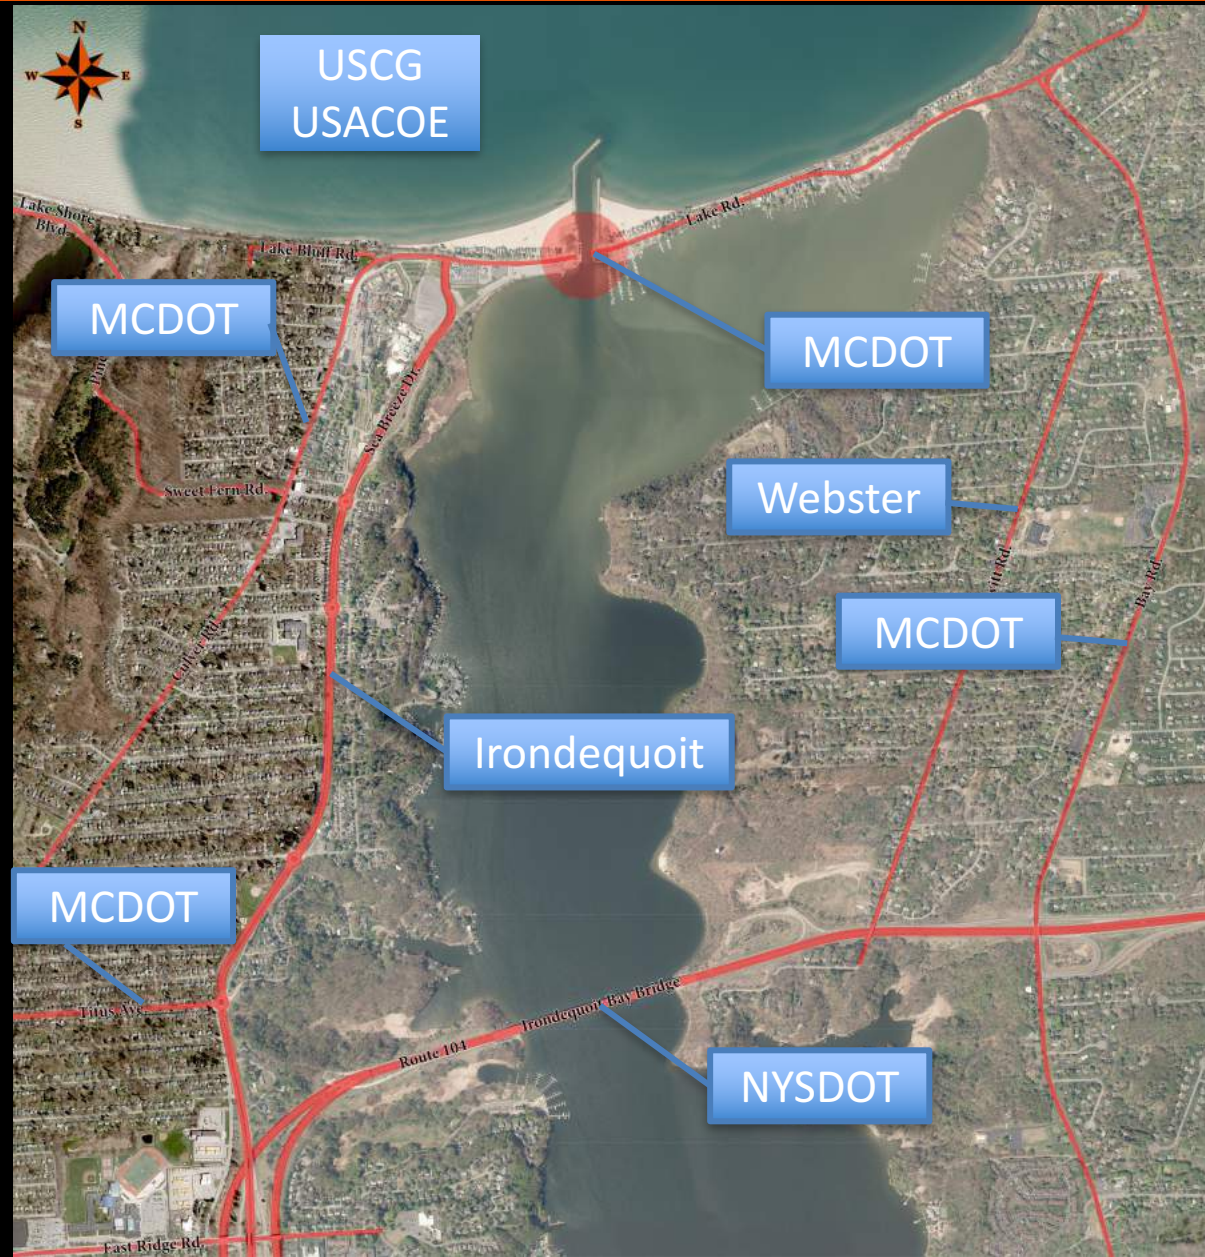 N
W
E
S
USCG
USACOE
Lake Shore
Blvd.
Lake Bluff Rd.
Lake Rd.
MCDOT
MCDOT
Sea Breeze Dr.
Sweet Fern Rd.
Webster
Bay Rd.
MCDOT
Culver Rd.
Irondequoit
MCDOT
Titus Ave
Irondequoit Bay Bridge
Route 104
NYSDOT
East Ridge Rd.